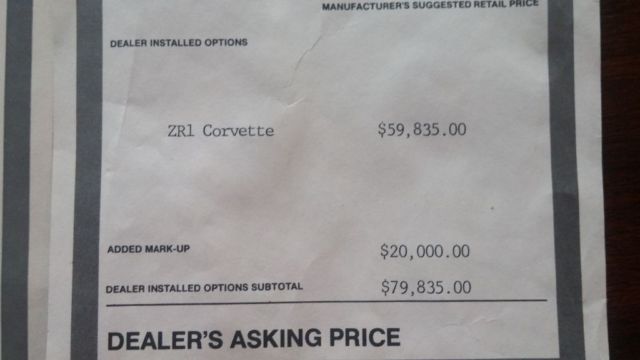 MANUFACTURER'S SUGGESTED RETAIL PRICE
DEALER INSTALLED OPTIONS
ZR1 Corvette $59,835.00
ADDED MARK-UP $20,000.00
DEALER INSTALLED OPTIONS SUBTOTAL $79,835.00
DEALER'S ASKING PRICE